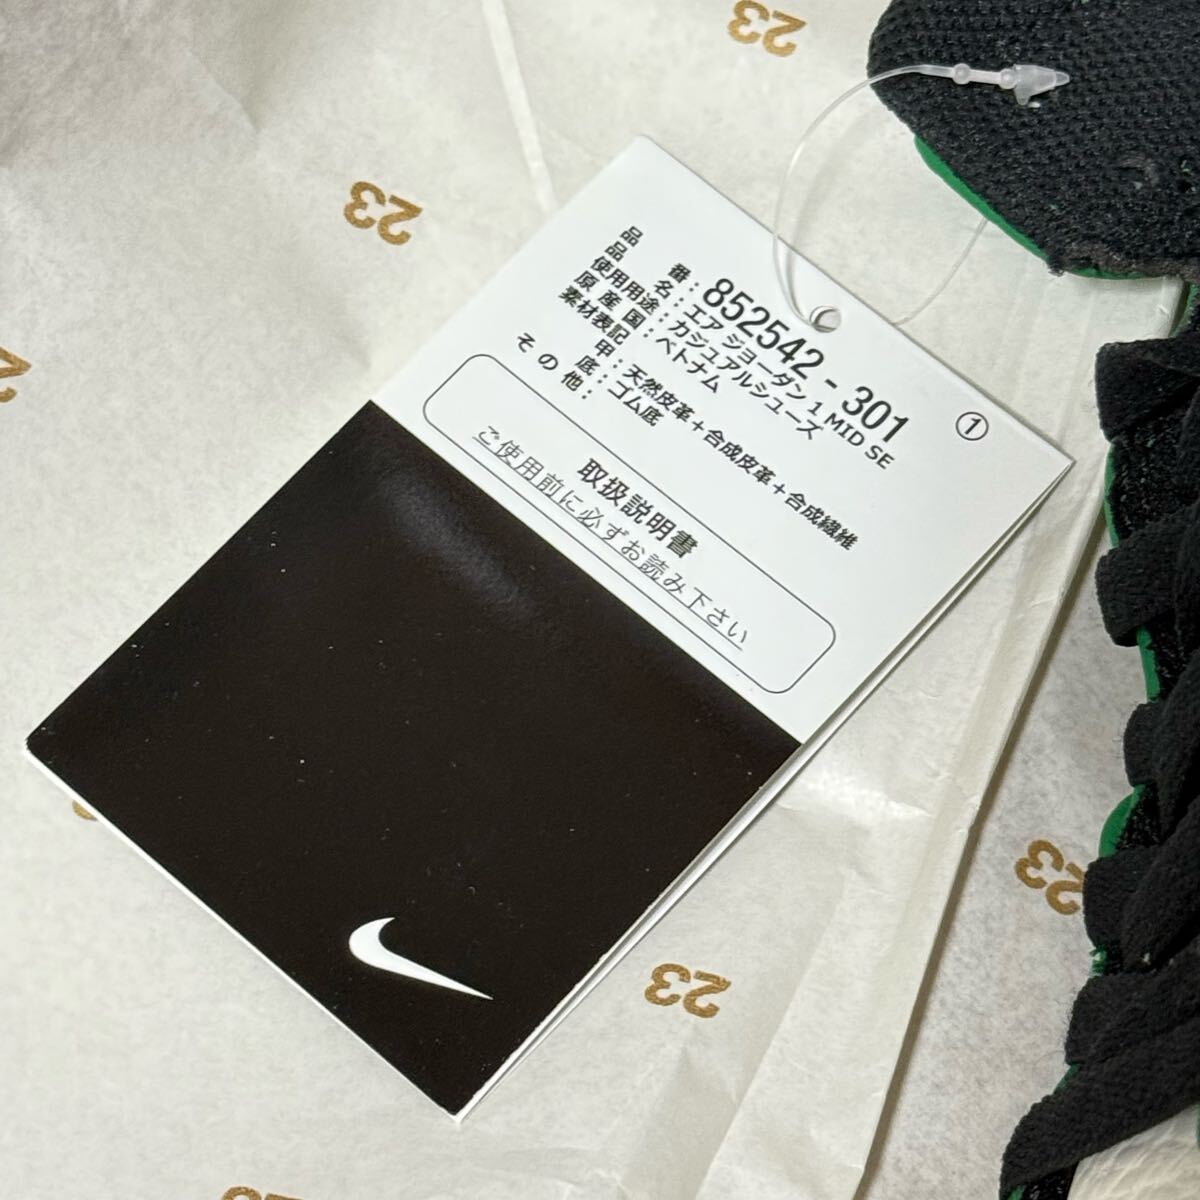 ①
品番：852542-301
品名：エア ジョーダン 1 MID SE
使用用途：カジュアルシューズ
原産国：ベトナム
素材表記
甲：天然皮革＋合成皮革＋合成繊維
底：ゴム底
その他：
取扱説明書
ご使用前に必ずお読み下さい
23
23
23
23
23